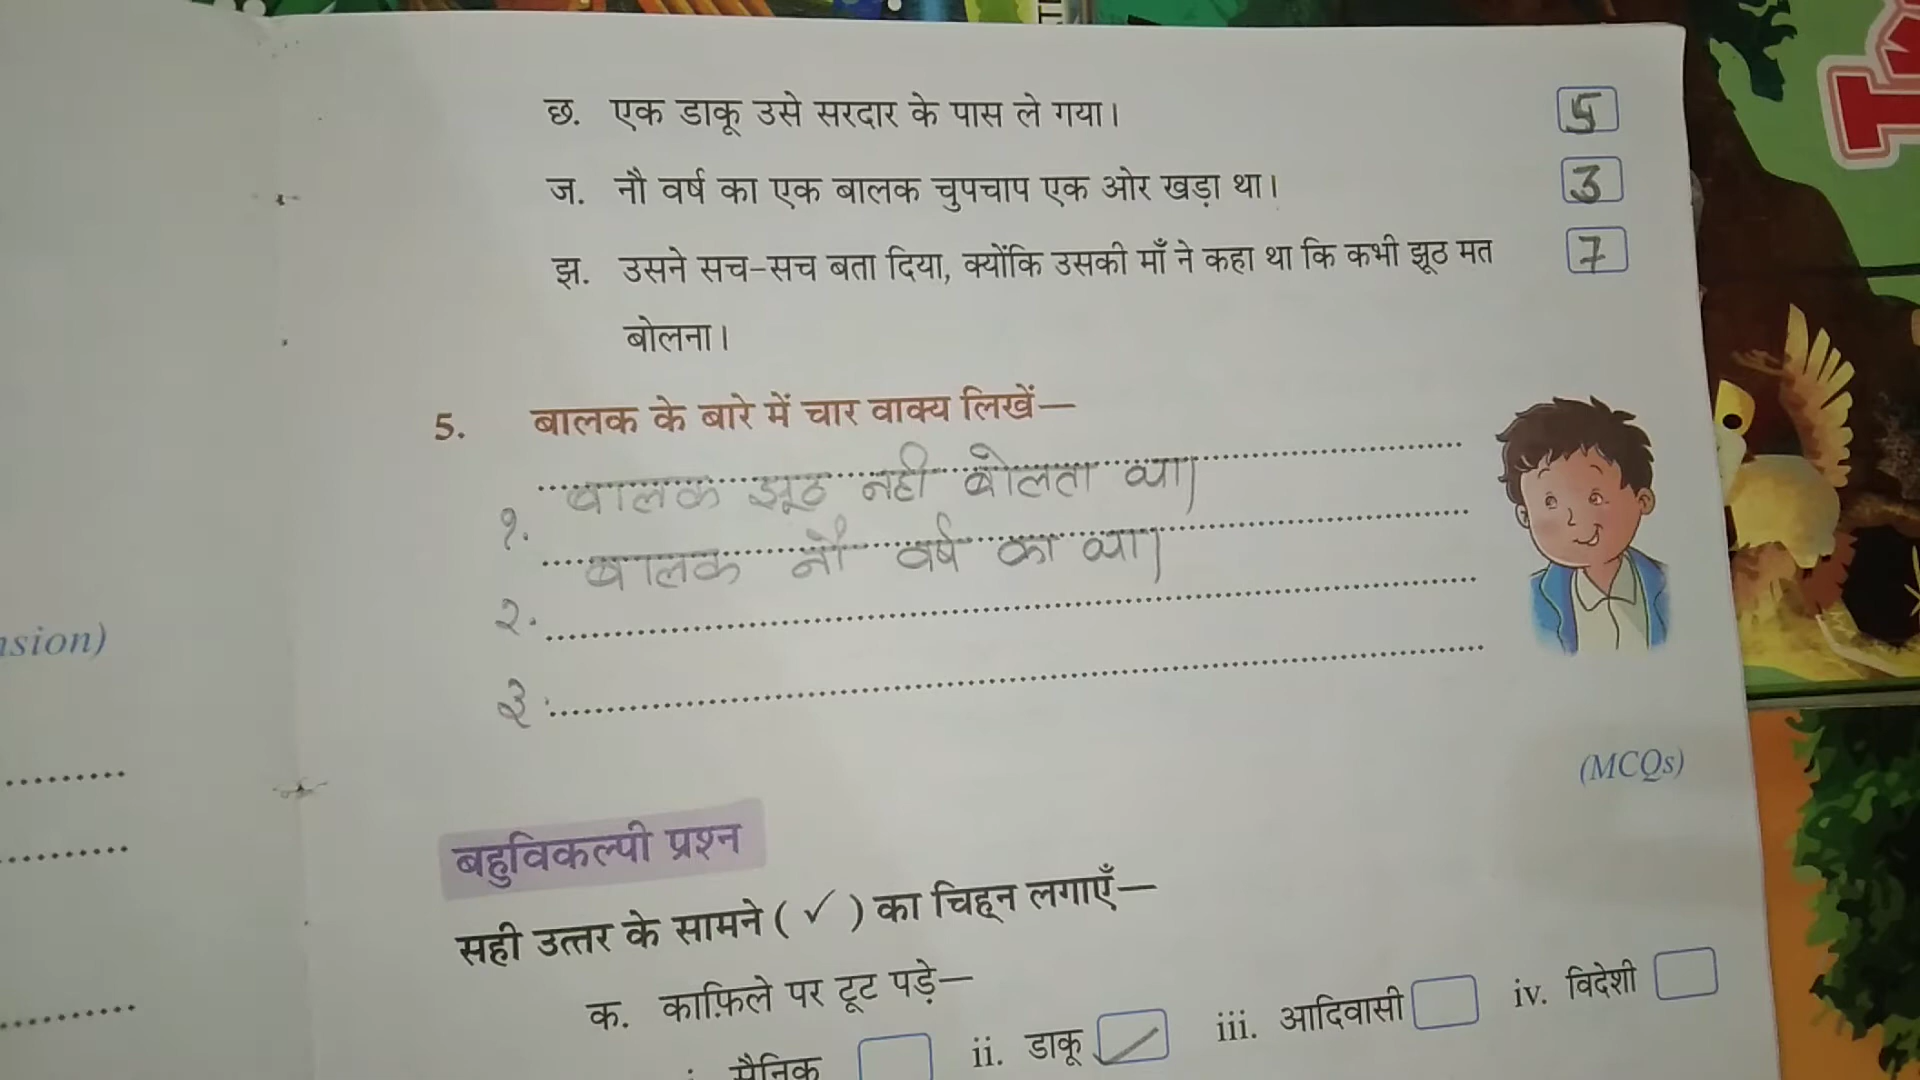 छ. एक डाकू उसे सरदार के पास ले गया। 5
ज. नौ वर्ष का एक बालक चुपचाप एक ओर खड़ा था। 3
झ. उसने सच-सच बता दिया, क्योंकि उसकी माँ ने कहा था कि कभी झूठ मत 7
बोलना।
5. बालक के बारे में चार वाक्य लिखें—
बालक झूठ नही बोलता था।
१.
बालक नौ वर्ष का था।
२.
३.
(MCQs)
बहुविकल्पी प्रश्न
सही उत्तर के सामने ( ✓ ) का चिह्न लगाएँ—
क. काफ़िले पर टूट पड़े—
i. सैनिक ii. डाकू iii. आदिवासी iv. विदेशी